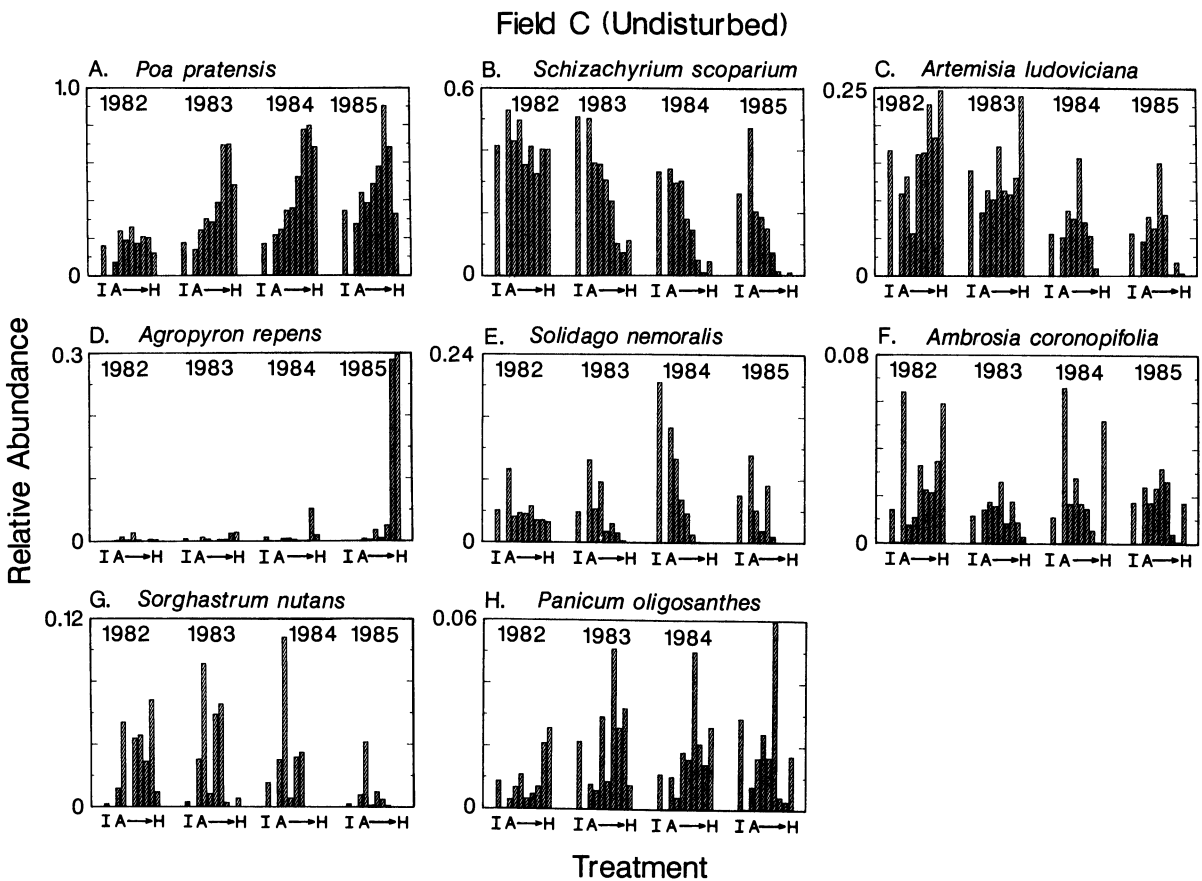 Field C (Undisturbed)
A. Poa pratensis
1.0
1982 1983 1984 1985
0
I A→H I A→H I A→H I A→H
B. Schizachyrium scoparium
0.6
1982 1983 1984 1985
0
I A→H I A→H I A→H I A→H
C. Artemisia ludoviciana
0.25
1982 1983 1984 1985
0
I A→H I A→H I A→H I A→H
D. Agropyron repens
0.3
1982 1983 1984 1985
0
I A→H I A→H I A→H I A→H
E. Solidago nemoralis
0.24
1982 1983 1984 1985
0
I A→H I A→H I A→H I A→H
F. Ambrosia coronopifolia
0.08
1982 1983 1984 1985
0
I A→H I A→H I A→H I A→H
G. Sorghastrum nutans
0.12
1982 1983 1984 1985
0
I A→H I A→H I A→H I A→H
H. Panicum oligosanthes
0.06
1982 1983 1984
0
I A→H I A→H I A→H I A→H
Relative Abundance
Treatment